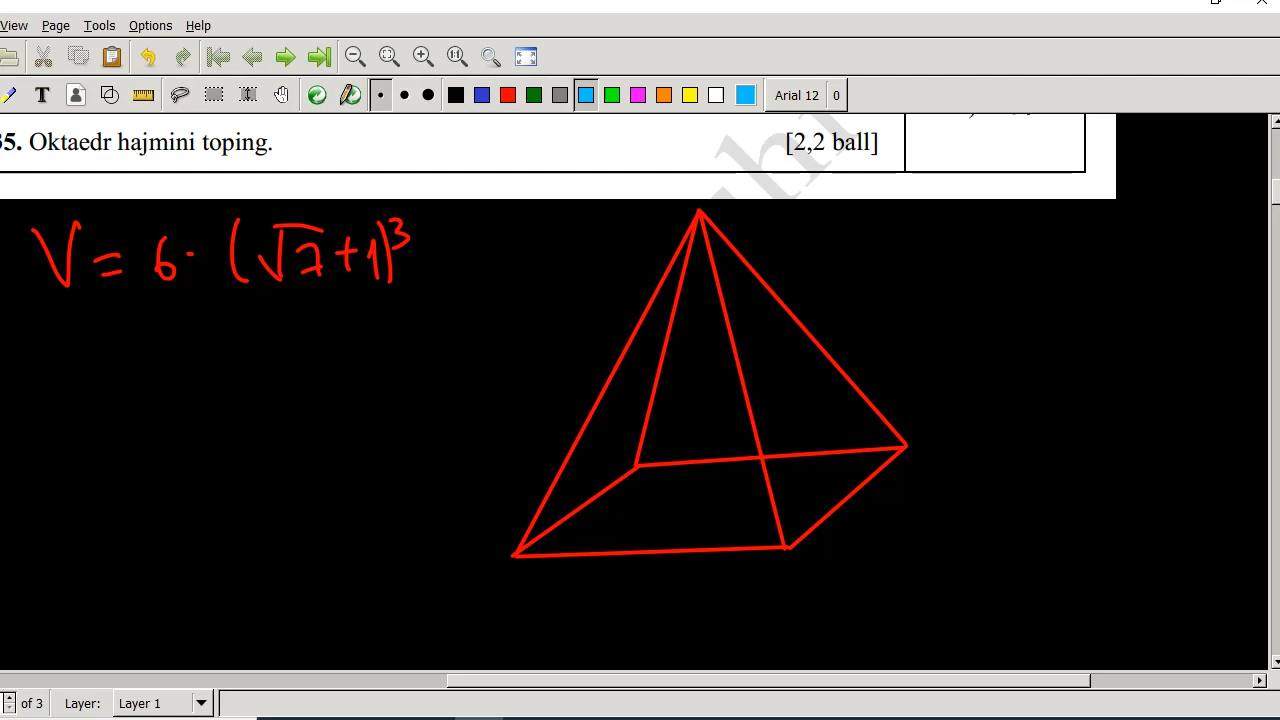 View Page Tools Options Help
Arial 12 0
35. Oktaedr hajmini toping. [2,2 ball]
V = 6 · (√7+1)³
of 3 Layer: Layer 1